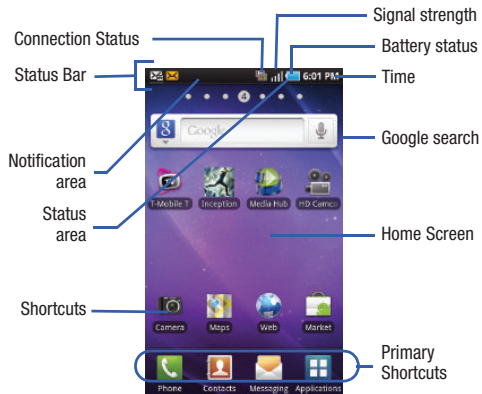 Signal strength
Connection Status
Battery status
Status Bar
6:01 PM
Time
4
8 Google
Google search
Notification
area
T-Mobile T Inception Media Hub HD Camco
Status
area
Home Screen
Shortcuts
Camera Maps Web Market
Primary
Shortcuts
Phone Contacts Messaging Applications